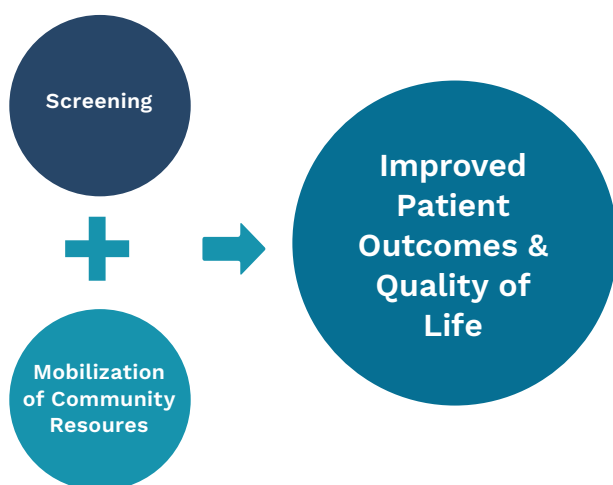 Screening
Mobilization
of Community
Resoures
Improved
Patient
Outcomes &
Quality of
Life